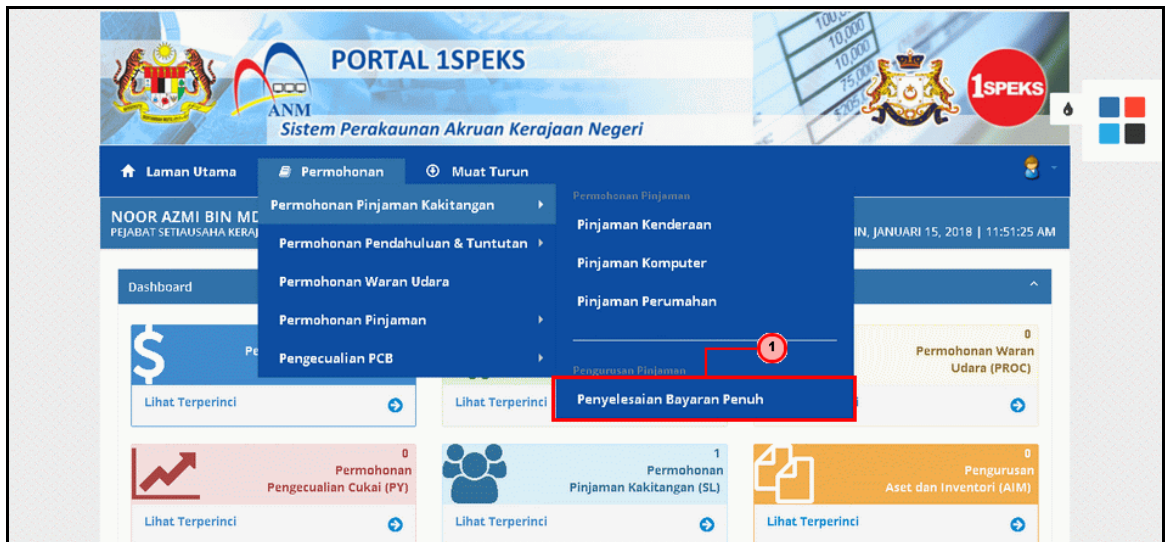 PORTAL 1SPEKS
ANM
Sistem Perakaunan Akruan Kerajaan Negeri
1SPEKS
Laman Utama
Permohonan
Muat Turun
NOOR AZMI BIN MD
PEJABAT SETIAUSAHA KERAJ
IN, JANUARI 15, 2018 | 11:51:25 AM
Permohonan Pinjaman Kakitangan
Permohonan Pendahuluan & Tuntutan
Permohonan Waran Udara
Permohonan Pinjaman
Pengecualian PCB
Permohonan Pinjaman
Pinjaman Kenderaan
Pinjaman Komputer
Pinjaman Perumahan
1
Pengurusan Pinjaman
Penyelesaian Bayaran Penuh
Dashboard
Pe
Lihat Terperinci
Lihat Terperinci
0
Permohonan Waran
Udara (PROC)
i
0
Permohonan
Pengecualian Cukai (PY)
Lihat Terperinci
1
Permohonan
Pinjaman Kakitangan (SL)
Lihat Terperinci
0
Pengurusan
Aset dan Inventori (AIM)
Lihat Terperinci